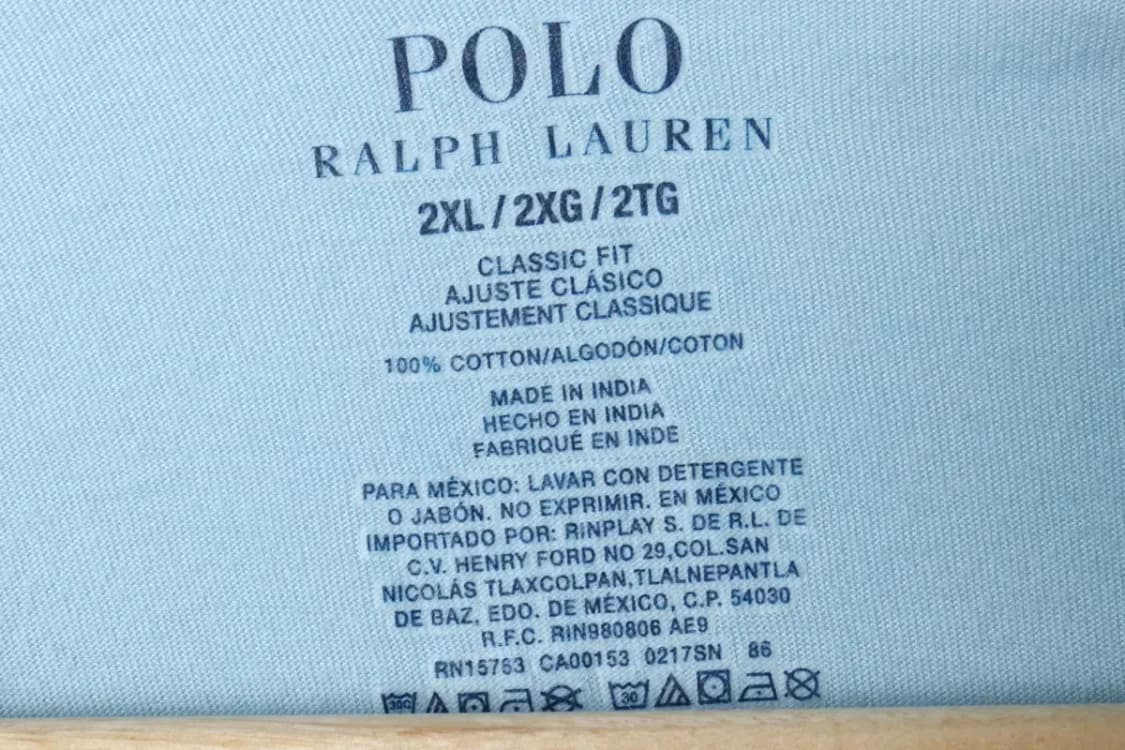 POLO
RALPH LAUREN
2XL / 2XG / 2TG
CLASSIC FIT
AJUSTE CLÁSICO
AJUSTEMENT CLASSIQUE
100% COTTON/ALGODÓN/COTON
MADE IN INDIA
HECHO EN INDIA
FABRIQUÉ EN INDE
PARA MÉXICO: LAVAR CON DETERGENTE
O JABÓN. NO EXPRIMIR. EN MÉXICO
IMPORTADO POR: RINPLAY S. DE R.L. DE
C.V. HENRY FORD NO 29,COL.SAN
NICOLÁS TLAXCOLPAN,TLALNEPANTLA
DE BAZ, EDO. DE MÉXICO, C.P. 54030
R.F.C. RIN980806 AE9
RN15763 CA00153 0217SN 86
30C 30